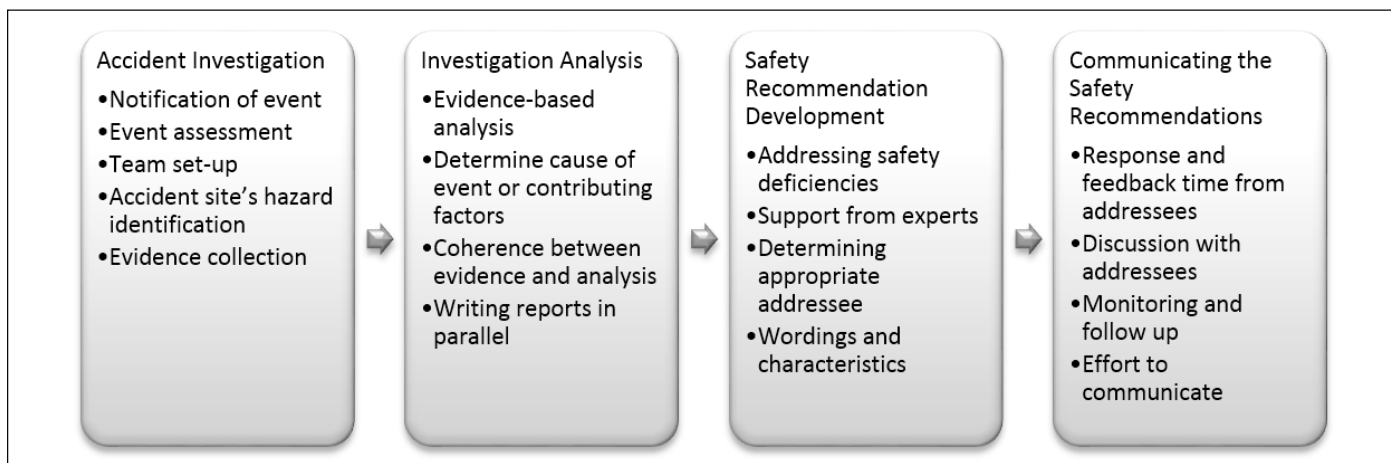 Accident Investigation
•Notification of event
•Event assessment
•Team set-up
•Accident site's hazard
identification
•Evidence collection
Investigation Analysis
•Evidence-based
analysis
•Determine cause of
event or contributing
factors
•Coherence between
evidence and analysis
•Writing reports in
parallel
Safety
Recommendation
Development
•Addressing safety
deficiencies
•Support from experts
•Determining
appropriate
addressee
•Wordings and
characteristics
Communicating the
Safety
Recommendations
•Response and
feedback time from
addressees
•Discussion with
addressees
•Monitoring and
follow up
•Effort to
communicate